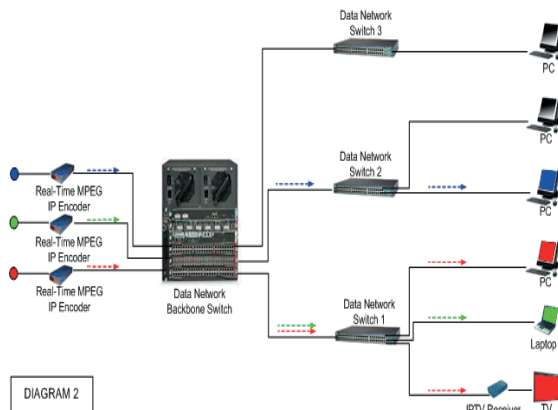 Data Network
Switch 3
PC
PC
Data Network
Switch 2
PC
Real-Time MPEG
IP Encoder
Real-Time MPEG
IP Encoder
Real-Time MPEG
IP Encoder
Data Network
Backbone Switch
PC
Data Network
Switch 1
Laptop
DIAGRAM 2
IPTV Receiver
TV